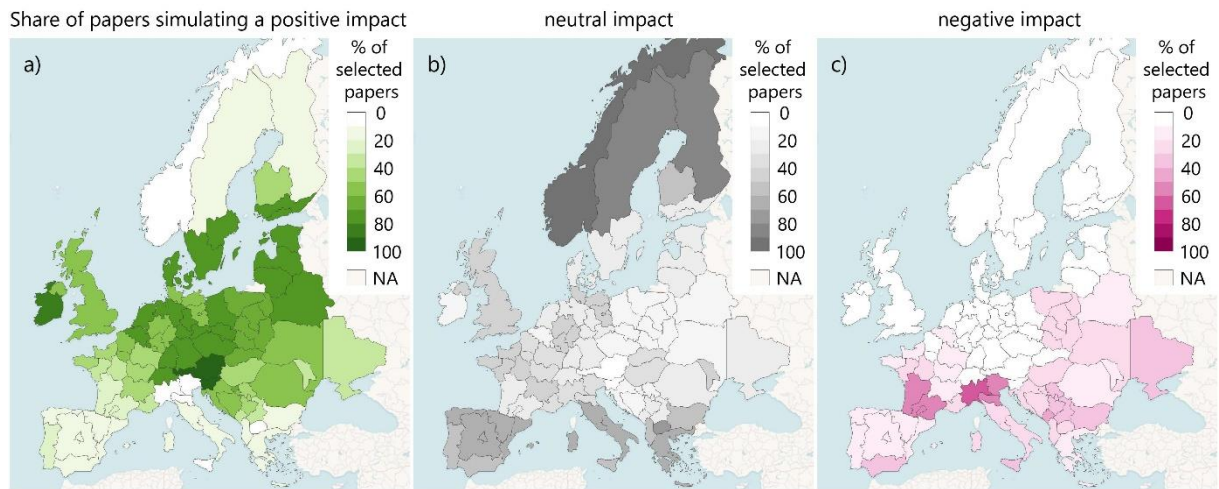 Share of papers simulating a positive impact
a)
% of
selected
papers
0
20
40
60
80
100
NA
neutral impact
b)
% of
selected
papers
0
20
40
60
80
100
NA
negative impact
c)
% of
selected
papers
0
20
40
60
80
100
NA